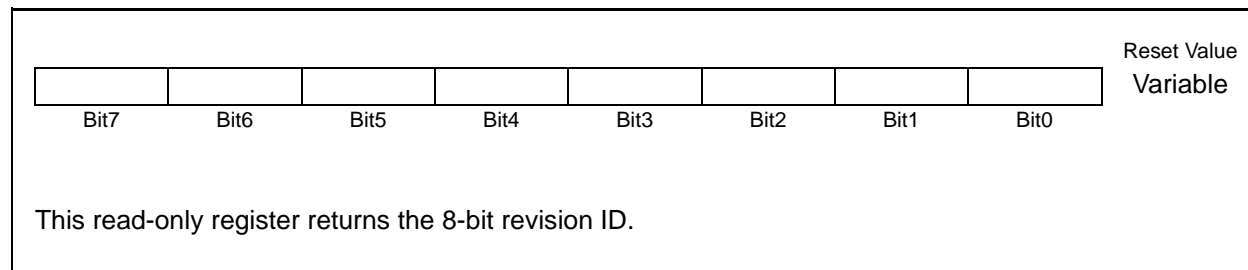 Reset Value
Variable
Bit7 Bit6 Bit5 Bit4 Bit3 Bit2 Bit1 Bit0
This read-only register returns the 8-bit revision ID.